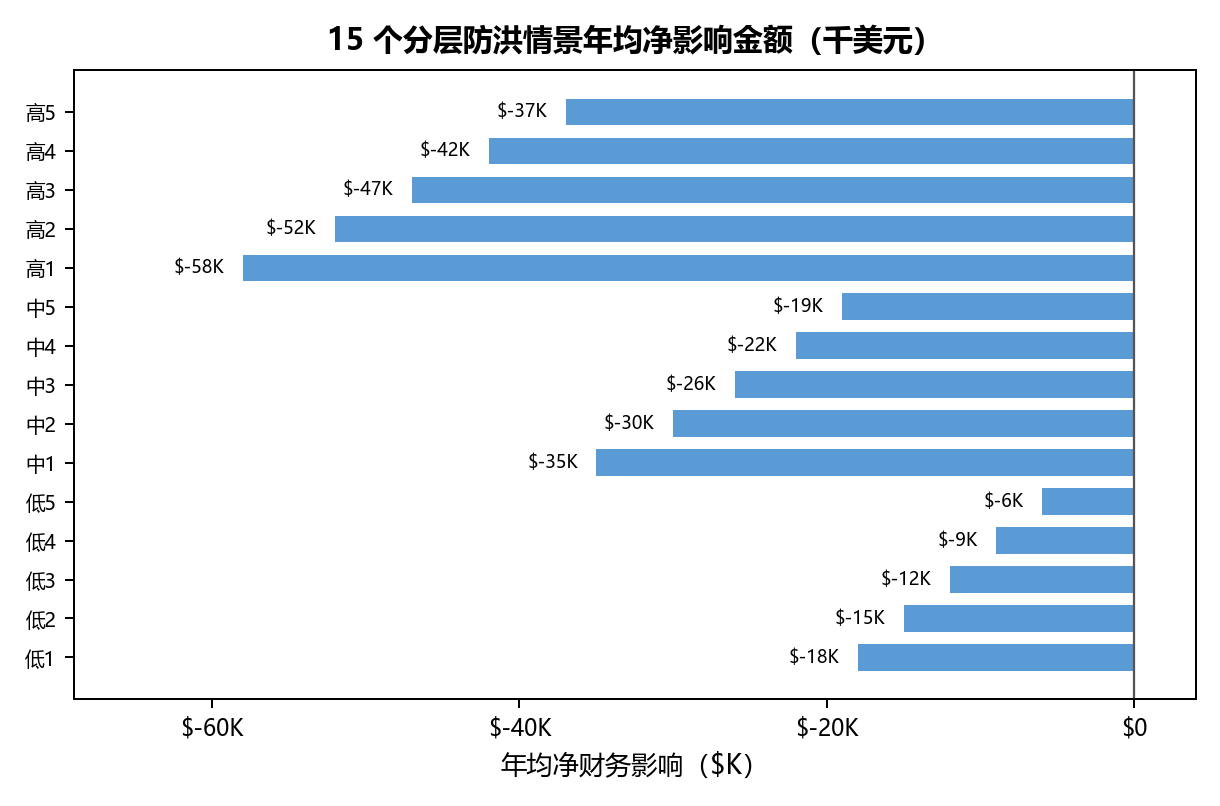 15 个分层防洪情景年均净影响金额（千美元）
高5
$-37K
高4
$-42K
高3
$-47K
高2
$-52K
高1
$-58K
中5
$-19K
中4
$-22K
中3
$-26K
中2
$-30K
中1
$-35K
低5
$-6K
低4
$-9K
低3
$-12K
低2
$-15K
低1
$-18K
$-60K $-40K $-20K $0
年均净财务影响（$K）